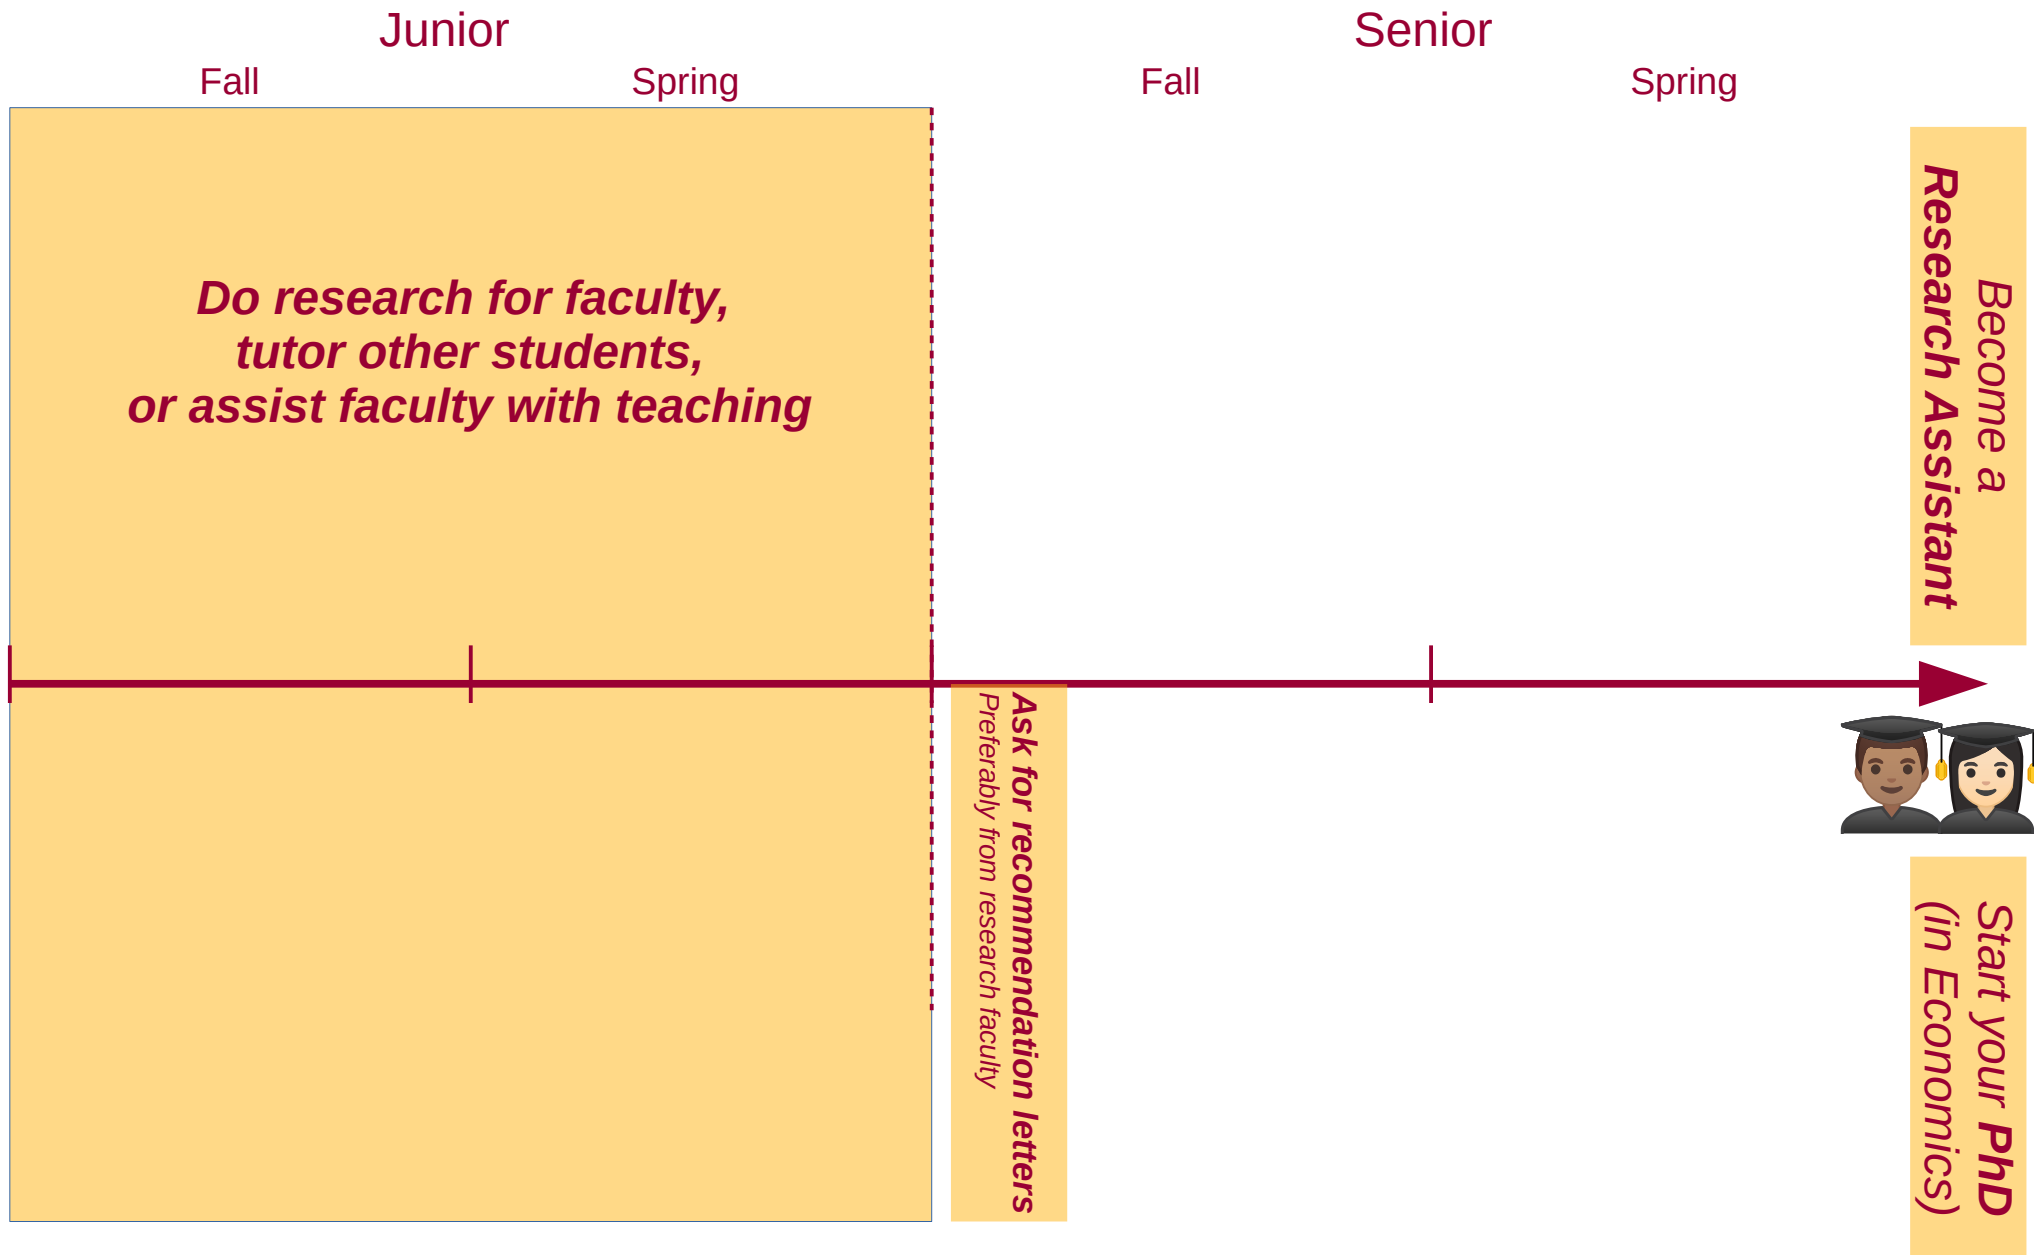 Junior
Senior
Fall
Spring
Fall
Spring
Do research for faculty,
tutor other students,
or assist faculty with teaching
Become a
Research Assistant
Ask for recommendation letters
Preferably from research faculty
Start your PhD
(in Economics)